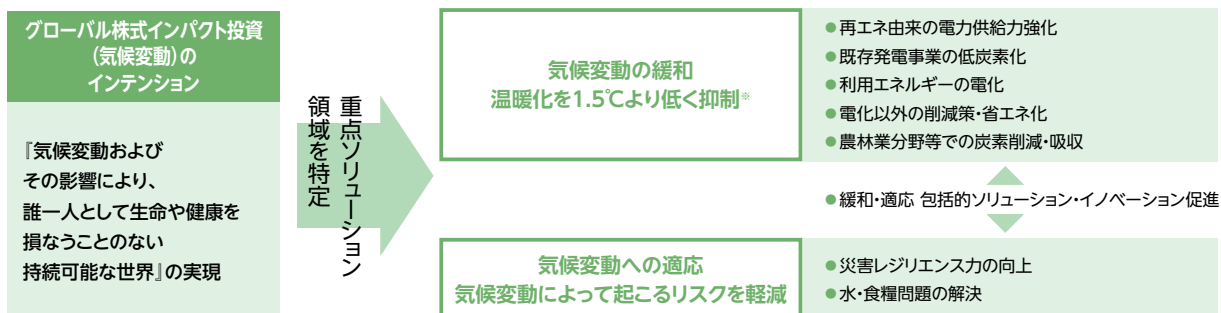 グローバル株式インパクト投資
(気候変動)の
インテンション
『気候変動および
その影響により、
誰一人として生命や健康を
損なうことのない
持続可能な世界』の実現
重点ソリューション
領域を特定
気候変動の緩和
温暖化を1.5℃より低く抑制※
●再エネ由来の電力供給力強化
●既存発電事業の低炭素化
●利用エネルギーの電化
●電化以外の削減策・省エネ化
●農林業分野等での炭素削減・吸収
●緩和・適応 包括的ソリューション・イノベーション促進
気候変動への適応
気候変動によって起こるリスクを軽減
●災害レジリエンス力の向上
●水・食糧問題の解決